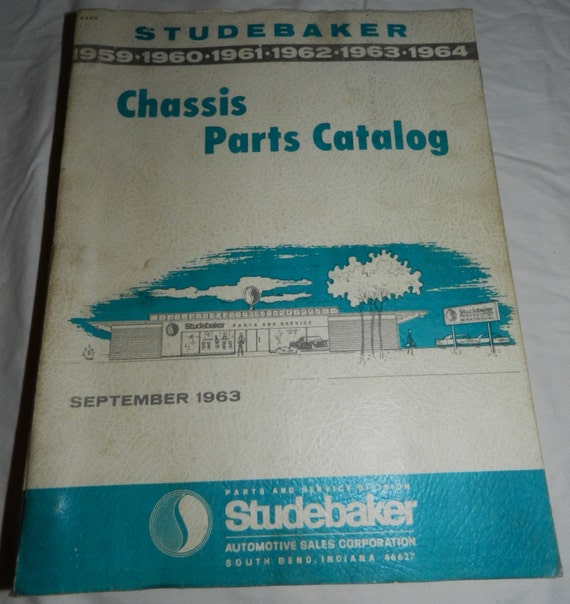 STUDEBAKER
1959·1960·1961·1962·1963·1964
Chassis
Parts Catalog
Studebaker PARTS AND SERVICE
Studebaker
SEPTEMBER 1963
PARTS AND SERVICE DIVISION
Studebaker
AUTOMOTIVE SALES CORPORATION
SOUTH BEND, INDIANA 46627